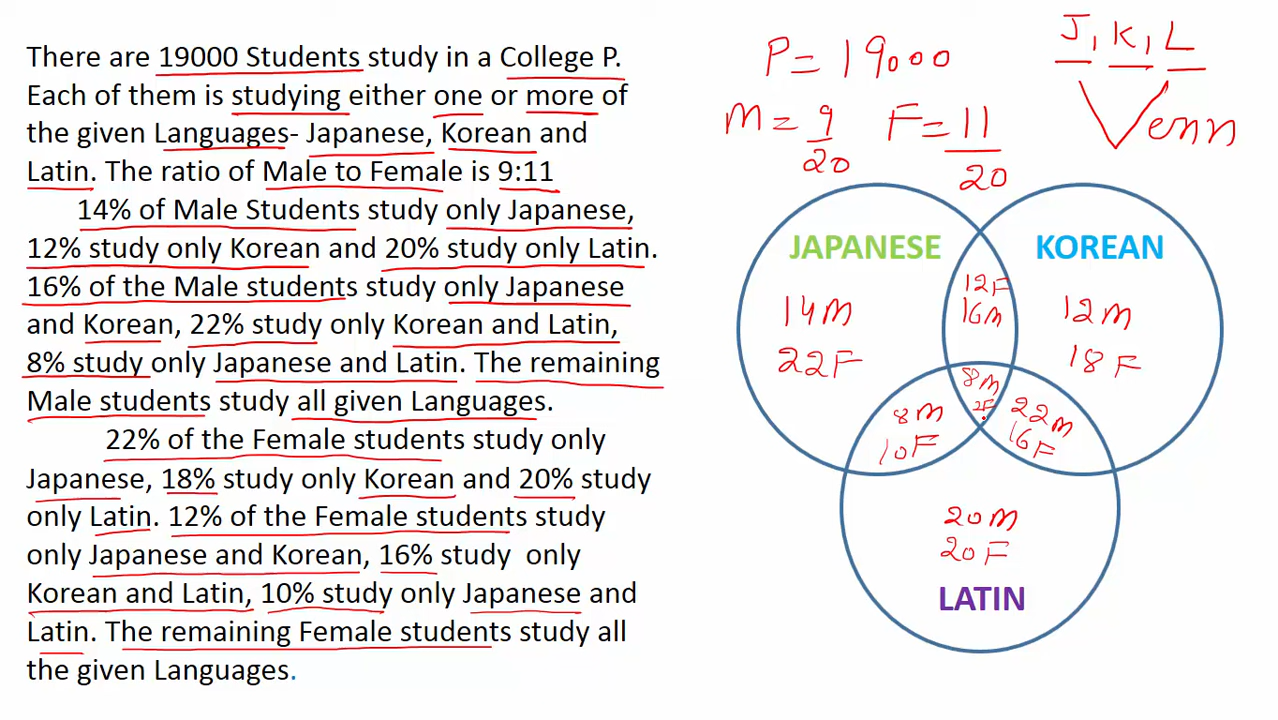 There are 19000 Students study in a College P.
Each of them is studying either one or more of
the given Languages- Japanese, Korean and
Latin. The ratio of Male to Female is 9:11
14% of Male Students study only Japanese,
12% study only Korean and 20% study only Latin.
16% of the Male students study only Japanese
and Korean, 22% study only Korean and Latin,
8% study only Japanese and Latin. The remaining
Male students study all given Languages.
22% of the Female students study only
Japanese, 18% study only Korean and 20% study
only Latin. 12% of the Female students study
only Japanese and Korean, 16% study only
Korean and Latin, 10% study only Japanese and
Latin. The remaining Female students study all
the given Languages.
P = 19000
J, K, L
Venn
M = 9/20 F = 11/20
JAPANESE
KOREAN
14M
22F
12F
16M
12M
18F
8M
2F
8M
10F
22M
16F
20M
20F
LATIN